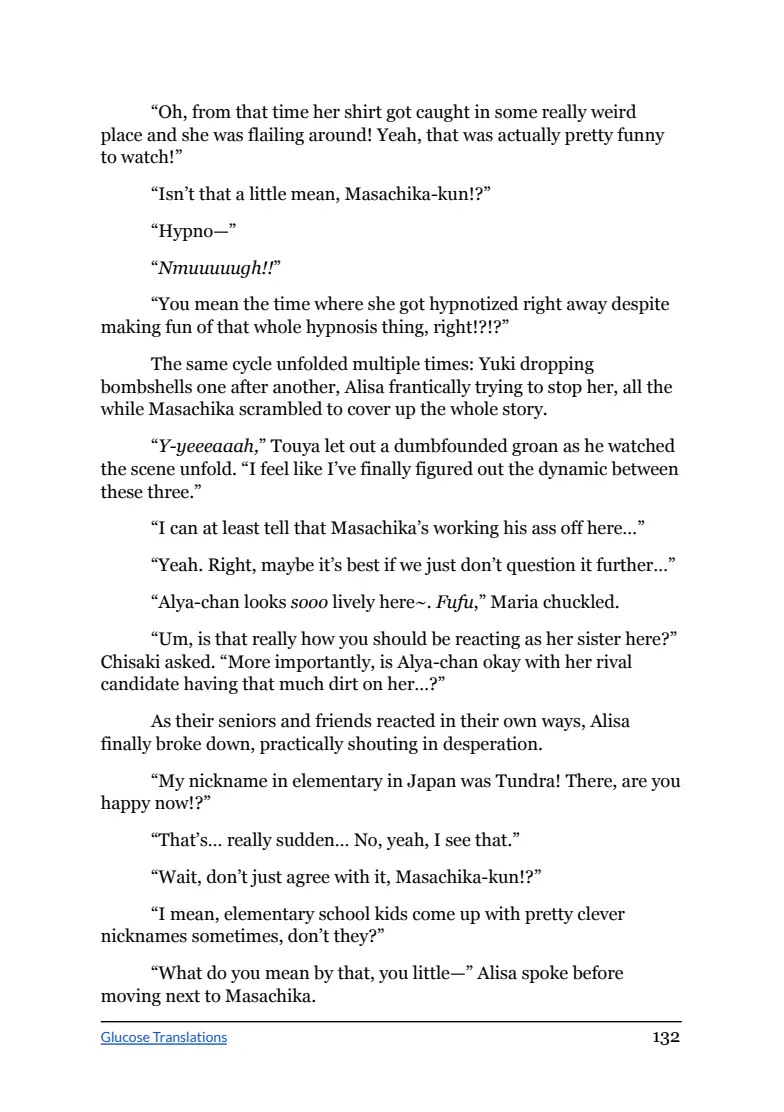 “Oh, from that time her shirt got caught in some really weird
place and she was flailing around! Yeah, that was actually pretty funny
to watch!”
“Isn’t that a little mean, Masachika-kun!?”
“Hypno—”
“Nmuuuuugh!!”
“You mean the time where she got hypnotized right away despite
making fun of that whole hypnosis thing, right!?!?”
The same cycle unfolded multiple times: Yuki dropping
bombshells one after another, Alisa frantically trying to stop her, all the
while Masachika scrambled to cover up the whole story.
“Y-yeeeaaah,” Touya let out a dumbfounded groan as he watched
the scene unfold. “I feel like I’ve finally figured out the dynamic between
these three.”
“I can at least tell that Masachika’s working his ass off here…”
“Yeah. Right, maybe it’s best if we just don’t question it further…”
“Alya-chan looks sooo lively here~. Fufu,” Maria chuckled.
“Um, is that really how you should be reacting as her sister here?”
Chisaki asked. “More importantly, is Alya-chan okay with her rival
candidate having that much dirt on her…?”
As their seniors and friends reacted in their own ways, Alisa
finally broke down, practically shouting in desperation.
“My nickname in elementary in Japan was Tundra! There, are you
happy now!?”
“That’s… really sudden… No, yeah, I see that.”
“Wait, don’t just agree with it, Masachika-kun!?”
“I mean, elementary school kids come up with pretty clever
nicknames sometimes, don’t they?”
“What do you mean by that, you little—” Alisa spoke before
moving next to Masachika.
Glucose Translations
132